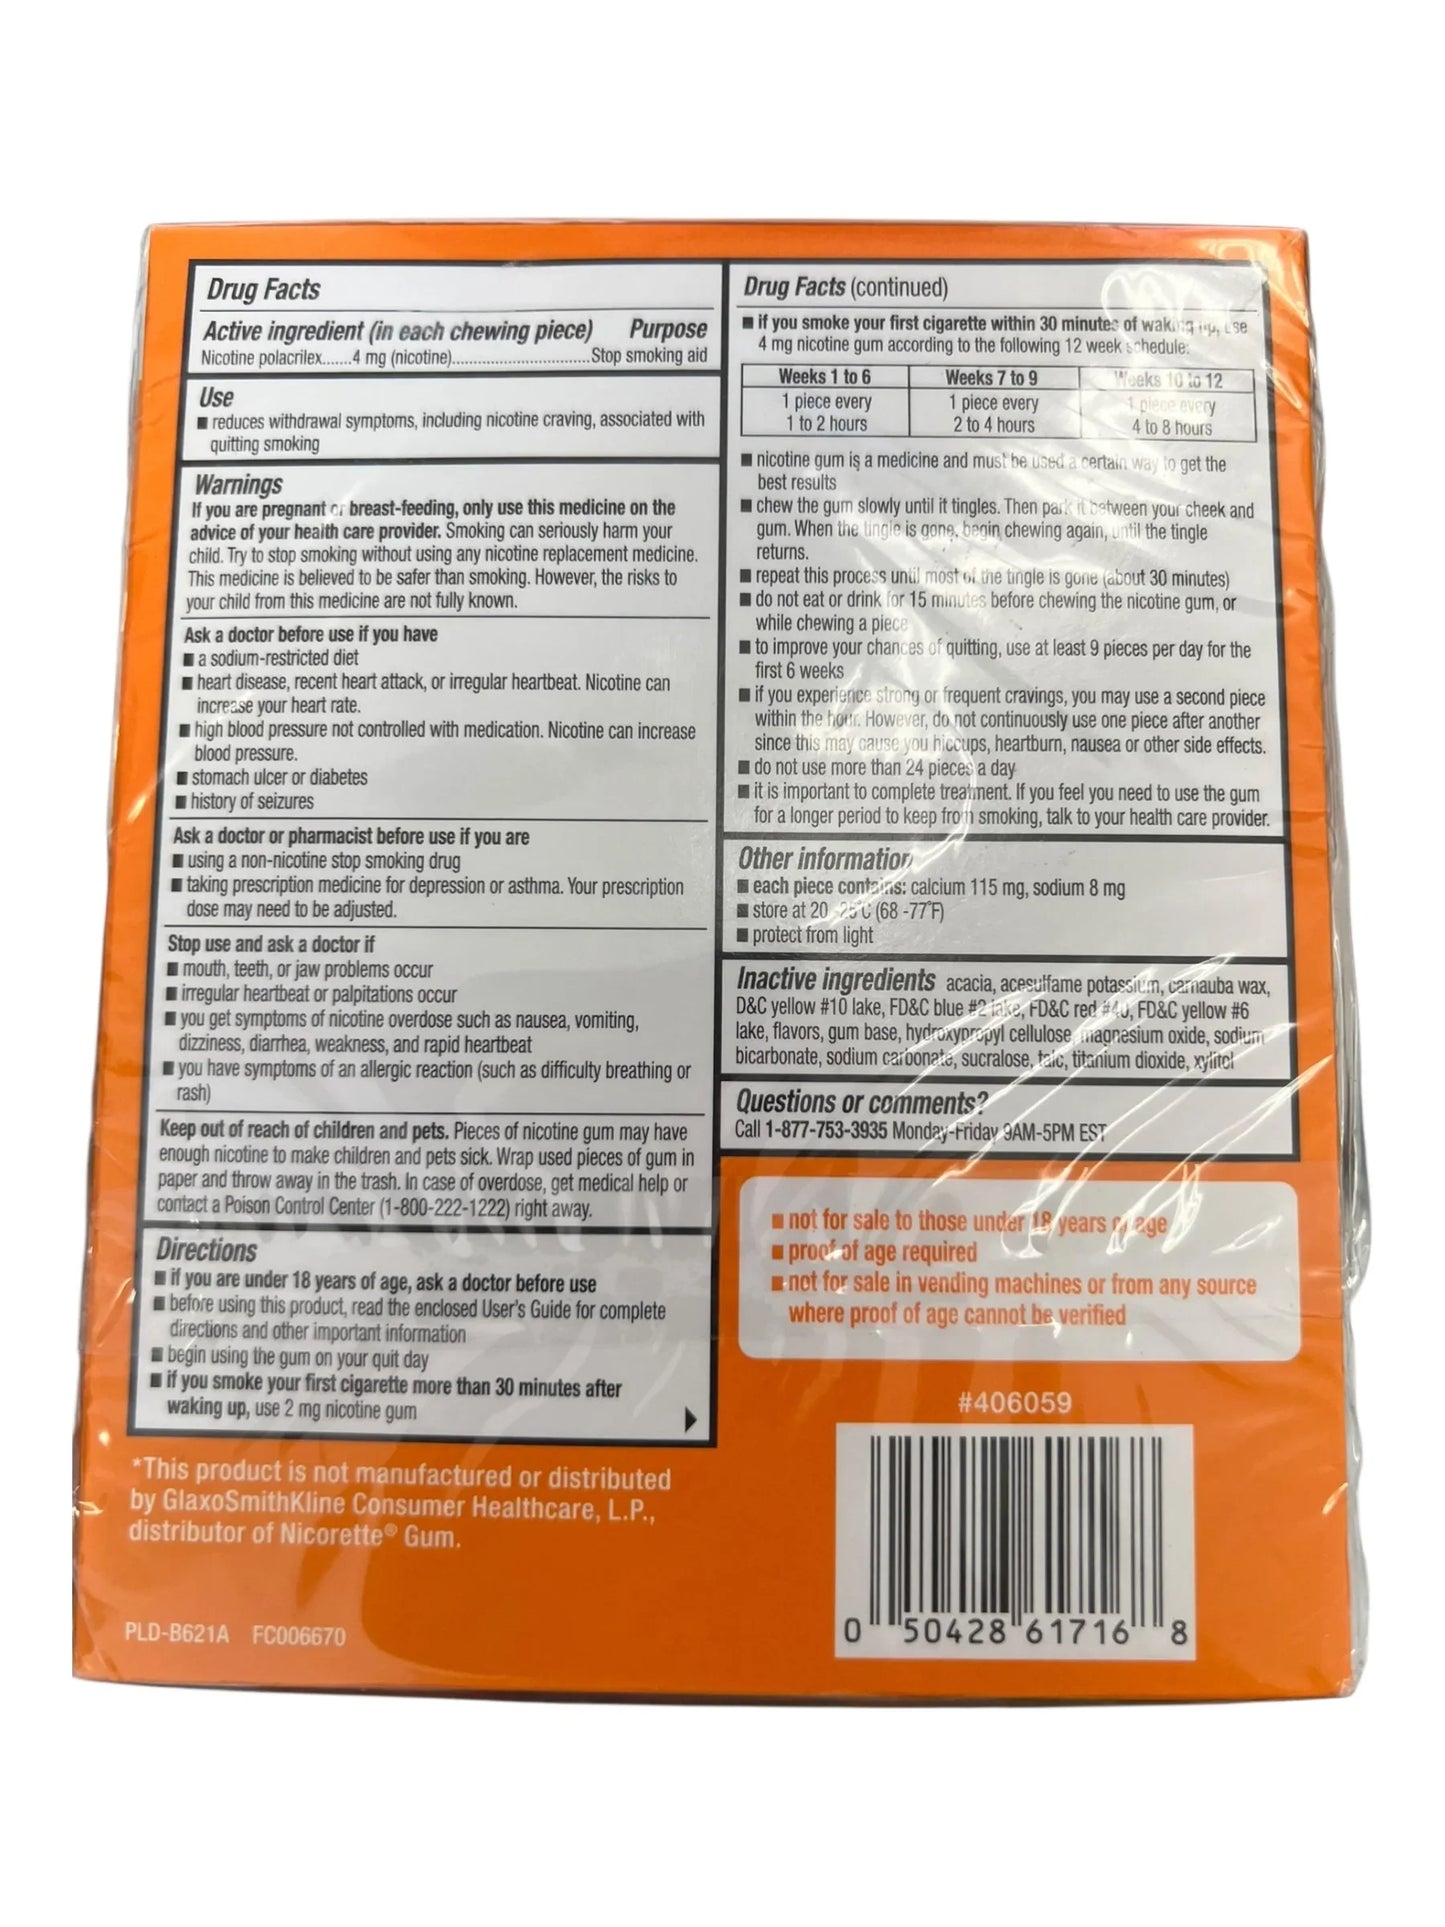 Drug Facts
Active ingredient (in each chewing piece) Purpose
Nicotine polacrilex.......4 mg (nicotine)..............................Stop smoking aid
Use
■ reduces withdrawal symptoms, including nicotine craving, associated with
quitting smoking
Warnings
If you are pregnant or breast-feeding, only use this medicine on the
advice of your health care provider. Smoking can seriously harm your
child. Try to stop smoking without using any nicotine replacement medicine.
This medicine is believed to be safer than smoking. However, the risks to
your child from this medicine are not fully known.
Ask a doctor before use if you have
■ a sodium-restricted diet
■ heart disease, recent heart attack, or irregular heartbeat. Nicotine can
increase your heart rate.
■ high blood pressure not controlled with medication. Nicotine can increase
blood pressure.
■ stomach ulcer or diabetes
■ history of seizures
Ask a doctor or pharmacist before use if you are
■ using a non-nicotine stop smoking drug
■ taking prescription medicine for depression or asthma. Your prescription
dose may need to be adjusted.
Stop use and ask a doctor if
■ mouth, teeth, or jaw problems occur
■ irregular heartbeat or palpitations occur
■ you get symptoms of nicotine overdose such as nausea, vomiting,
dizziness, diarrhea, weakness, and rapid heartbeat
■ you have symptoms of an allergic reaction (such as difficulty breathing or
rash)
Keep out of reach of children and pets. Pieces of nicotine gum may have
enough nicotine to make children and pets sick. Wrap used pieces of gum in
paper and throw away in the trash. In case of overdose, get medical help or
contact a Poison Control Center (1-800-222-1222) right away.
Directions
■ if you are under 18 years of age, ask a doctor before use
■ before using this product, read the enclosed User's Guide for complete
directions and other important information
■ begin using the gum on your quit day
■ if you smoke your first cigarette more than 30 minutes after
waking up, use 2 mg nicotine gum
*This product is not manufactured or distributed
by GlaxoSmithKline Consumer Healthcare, L.P.,
distributor of Nicorette® Gum.
PLD-B621A FC006670
Drug Facts (continued)
■ if you smoke your first cigarette within 30 minutes of waking up, use
4 mg nicotine gum according to the following 12 week schedule:
Weeks 1 to 6 Weeks 7 to 9 Weeks 10 to 12
1 piece every 1 piece every 1 piece every
1 to 2 hours 2 to 4 hours 4 to 8 hours
■ nicotine gum is a medicine and must be used a certain way to get the
best results
■ chew the gum slowly until it tingles. Then park it between your cheek and
gum. When the tingle is gone, begin chewing again, until the tingle
returns.
■ repeat this process until most of the tingle is gone (about 30 minutes)
■ do not eat or drink for 15 minutes before chewing the nicotine gum, or
while chewing a piece
■ to improve your chances of quitting, use at least 9 pieces per day for the
first 6 weeks
■ if you experience strong or frequent cravings, you may use a second piece
within the hour. However, do not continuously use one piece after another
since this may cause you hiccups, heartburn, nausea or other side effects.
■ do not use more than 24 pieces a day
■ it is important to complete treatment. If you feel you need to use the gum
for a longer period to keep from smoking, talk to your health care provider.
Other information
■ each piece contains: calcium 115 mg, sodium 8 mg
■ store at 20 -25°C (68 -77°F)
■ protect from light
Inactive ingredients acacia, acesulfame potassium, carnauba wax,
D&C yellow #10 lake, FD&C blue #2 lake, FD&C red #40, FD&C yellow #6
lake, flavors, gum base, hydroxypropyl cellulose, magnesium oxide, sodium
bicarbonate, sodium carbonate, sucralose, talc, titanium dioxide, xylitol
Questions or comments?
Call 1-877-753-3935 Monday-Friday 9AM-5PM EST
■ not for sale to those under 18 years of age
■ proof of age required
■ not for sale in vending machines or from any source
where proof of age cannot be verified
#406059
0 50428 61716 8